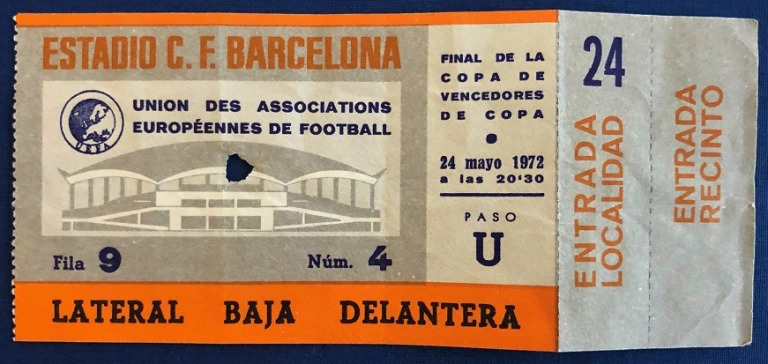 ESTADIO C. F. BARCELONA
UEFA
UNION DES ASSOCIATIONS
EUROPÉENNES DE FOOTBALL
Fila 9
Núm. 4
LATERAL BAJA DELANTERA
FINAL DE LA
COPA DE
VENCEDORES
DE COPA
24 mayo 1972
a las 20'30
PASO
U
24
ENTRADA
LOCALIDAD
ENTRADA
RECINTO